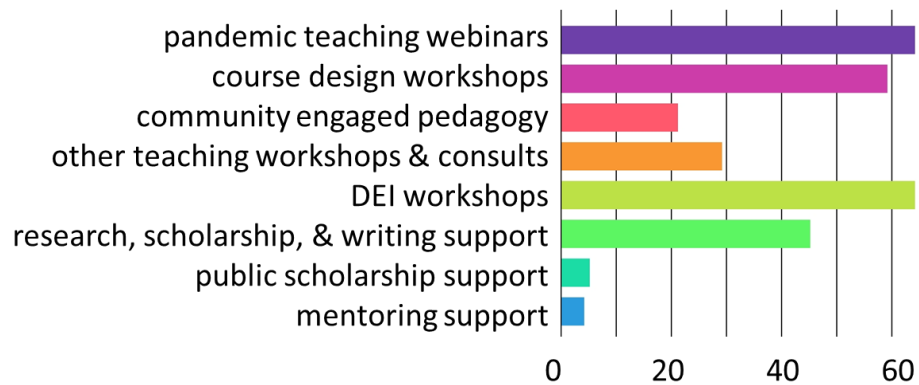 pandemic teaching webinars
course design workshops
community engaged pedagogy
other teaching workshops & consults
DEI workshops
research, scholarship, & writing support
public scholarship support
mentoring support
0 20 40 60